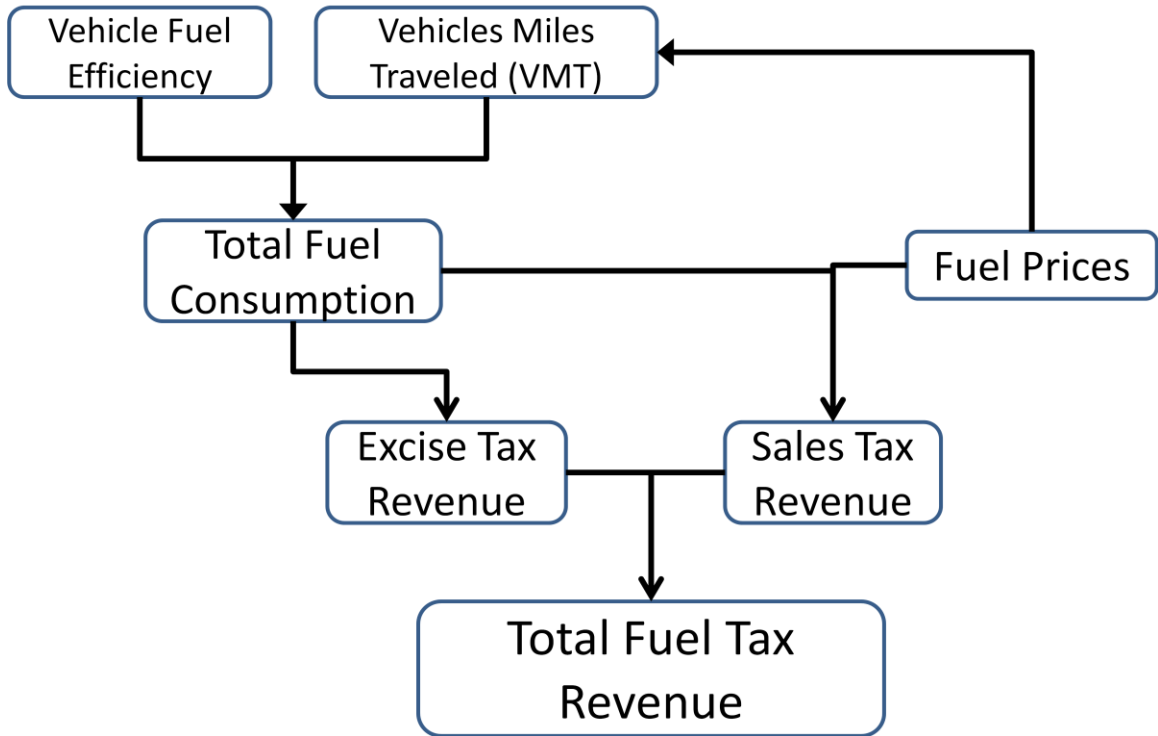 Vehicle Fuel
Efficiency
Vehicles Miles
Traveled (VMT)
Total Fuel
Consumption
Fuel Prices
Excise Tax
Revenue
Sales Tax
Revenue
Total Fuel Tax
Revenue